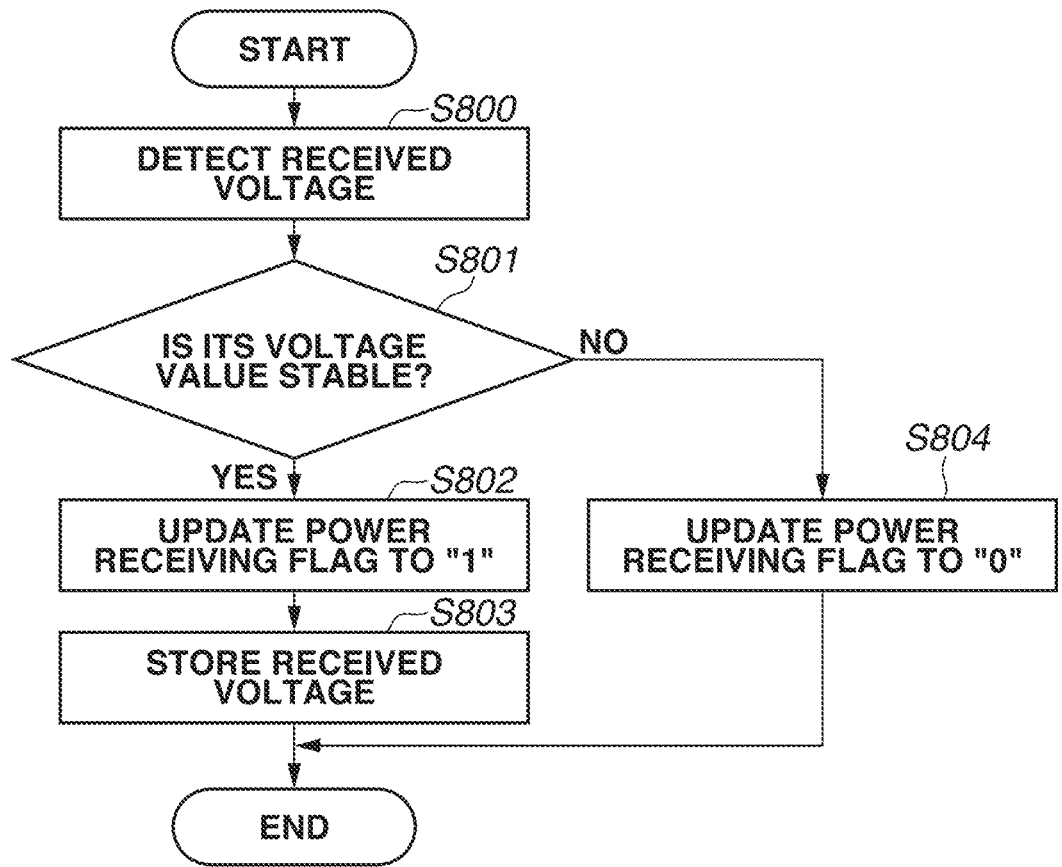 START
S800
DETECT RECEIVED
VOLTAGE
S801
IS ITS VOLTAGE
VALUE STABLE?
NO
YES
S802
UPDATE POWER
RECEIVING FLAG TO "1"
S804
UPDATE POWER
RECEIVING FLAG TO "0"
S803
STORE RECEIVED
VOLTAGE
END